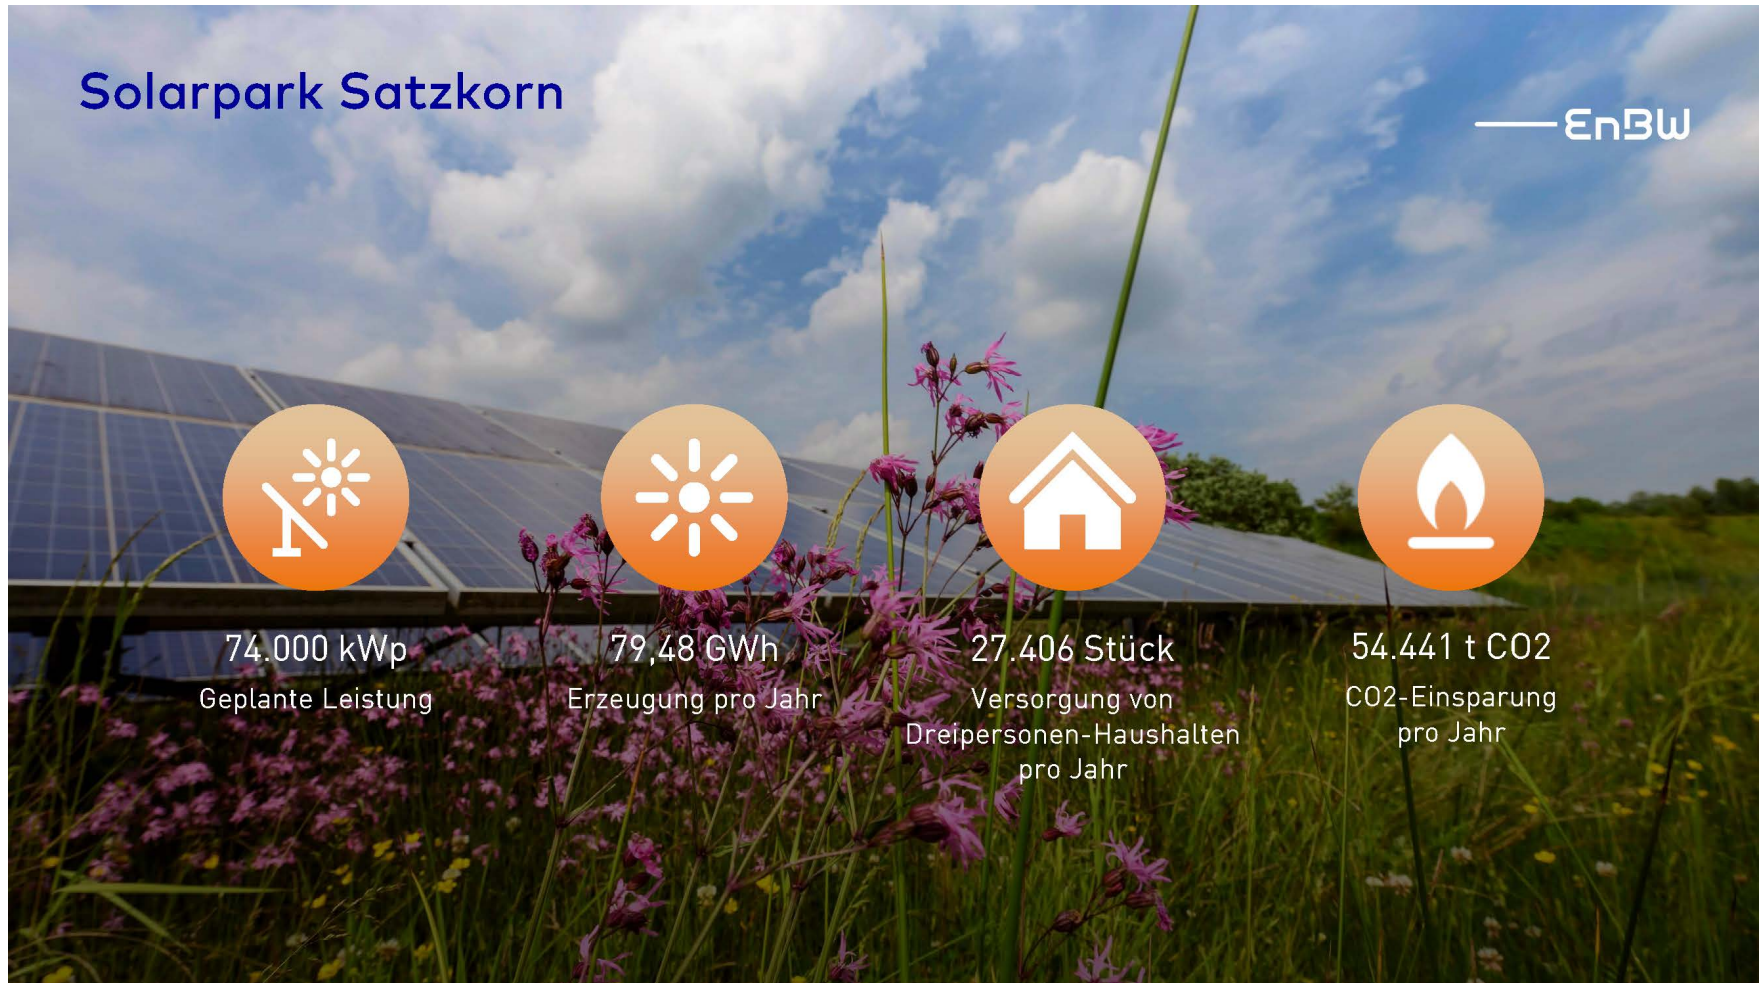 Solarpark Satzkorn
EnBW
74.000 kWp
Geplante Leistung
79,48 GWh
Erzeugung pro Jahr
27.406 Stück
Versorgung von
Dreipersonen-Haushalten
pro Jahr
54.441 t CO2
CO2-Einsparung
pro Jahr